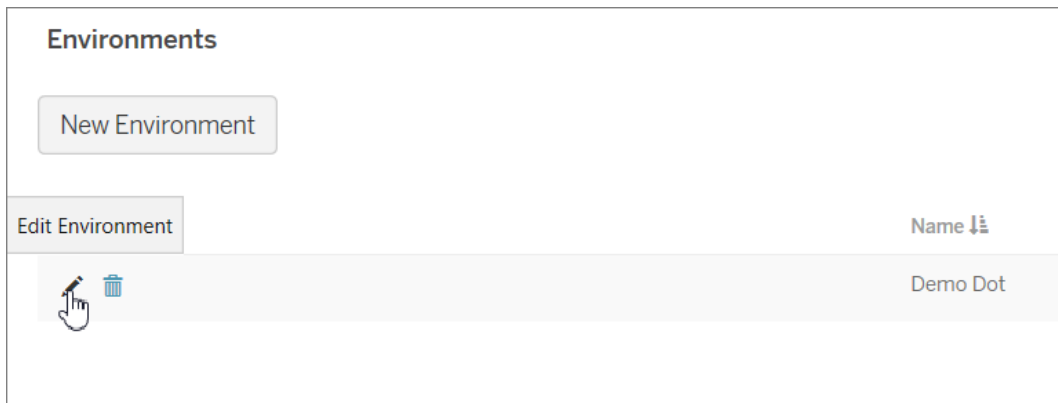 Environments
New Environment
Edit Environment
Name
Demo Dot